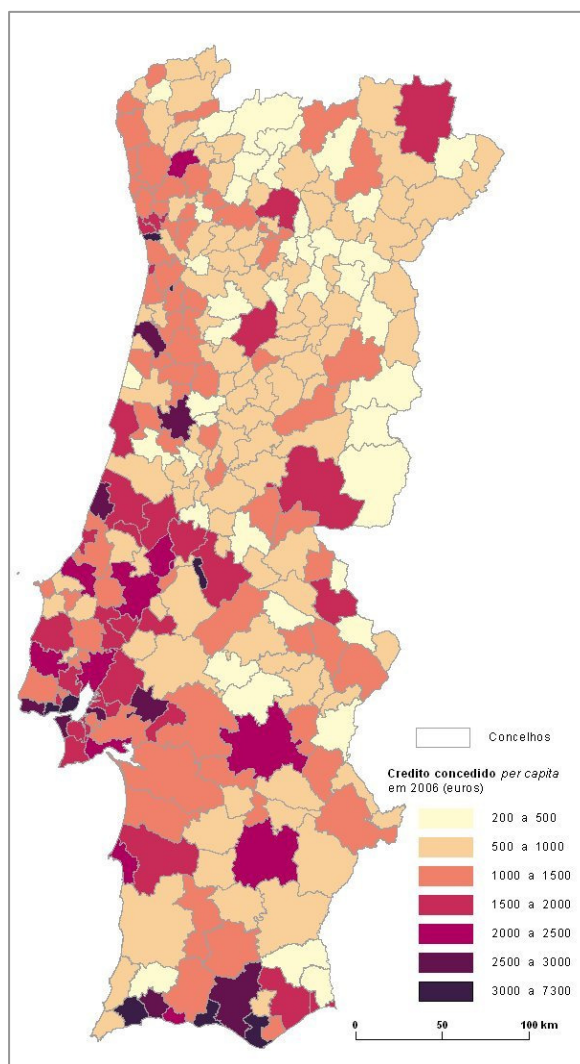 Concelhos
Credito concedido per capita
em 2006 (euros)
200 a 500
500 a 1000
1000 a 1500
1500 a 2000
2000 a 2500
2500 a 3000
3000 a 7300
0 50 100 km